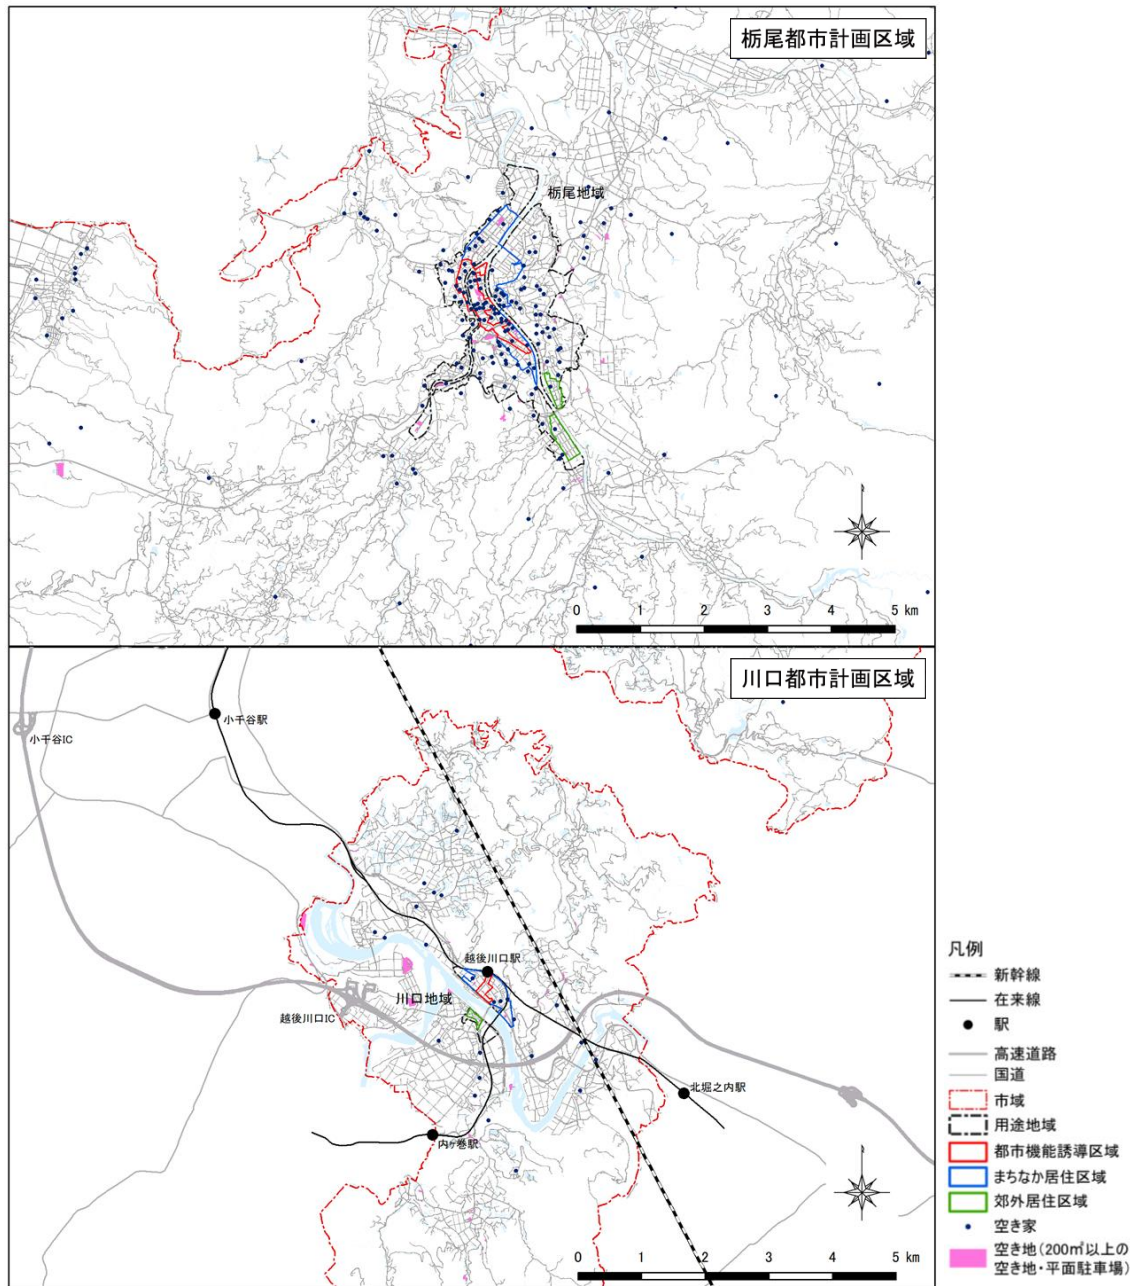 栃尾都市計画区域
栃尾地域
0 1 2 3 4 5 km
川口都市計画区域
小千谷駅
小千谷IC
越後川口駅
川口地域
越後川口IC
北堀之内駅
内ケ巻駅
0 1 2 3 4 5 km
凡例
新幹線
在来線
駅
高速道路
国道
市域
用途地域
都市機能誘導区域
まちなか居住区域
郊外居住区域
空き家
空き地(200㎡以上の
空き地・平面駐車場)